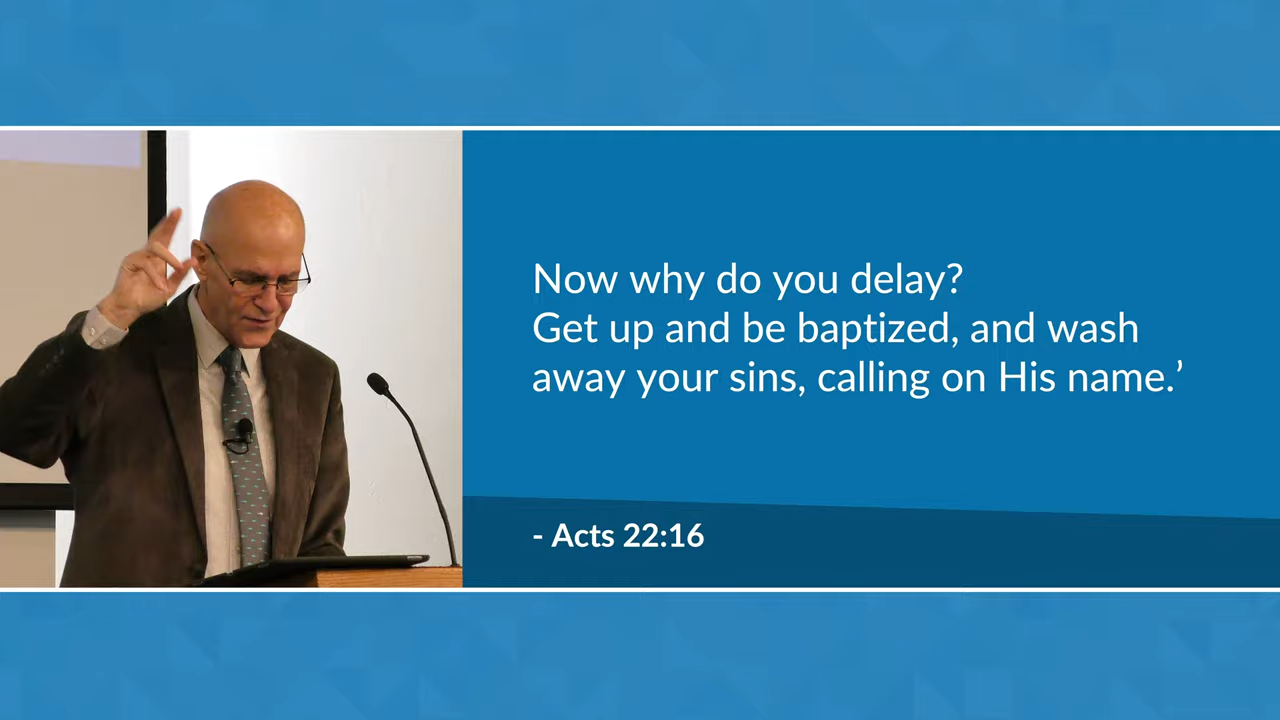 Now why do you delay?
Get up and be baptized, and wash
away your sins, calling on His name.’
- Acts 22:16